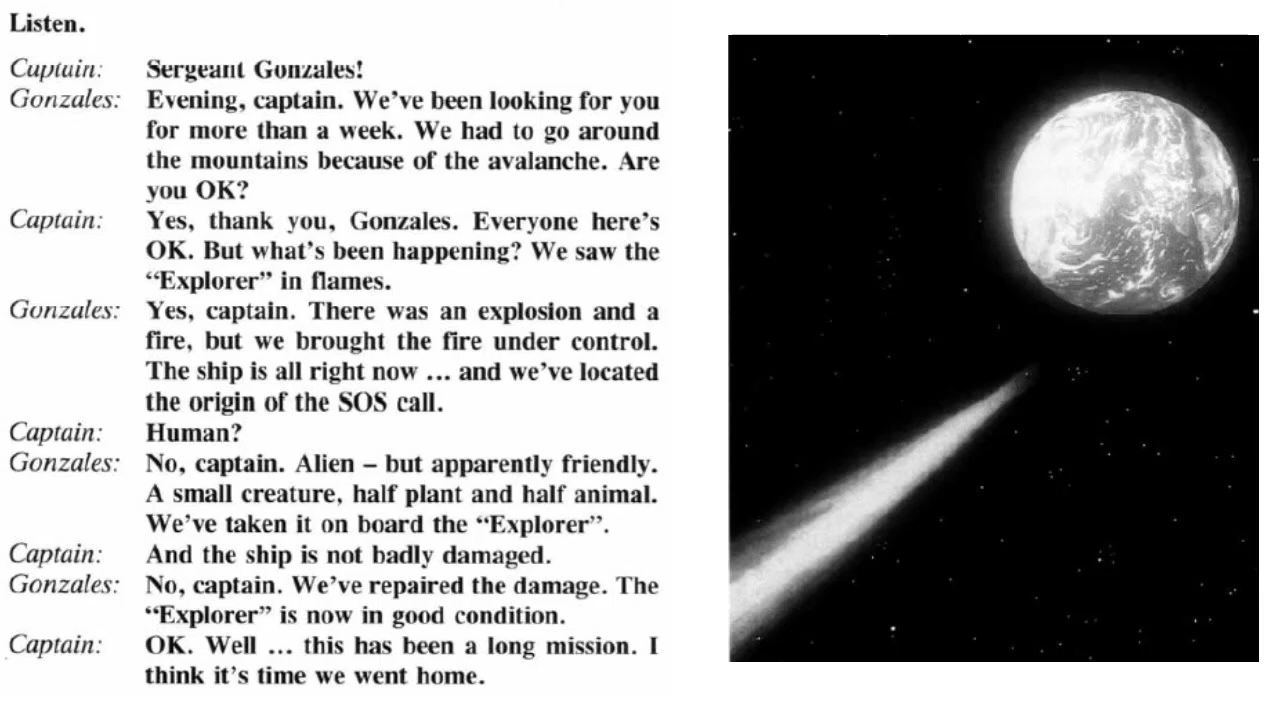 Listen.
Captain: Sergeant Gonzales!
Gonzales: Evening, captain. We've been looking for you
for more than a week. We had to go around
the mountains because of the avalanche. Are
you OK?
Captain: Yes, thank you, Gonzales. Everyone here's
OK. But what's been happening? We saw the
“Explorer” in flames.
Gonzales: Yes, captain. There was an explosion and a
fire, but we brought the fire under control.
The ship is all right now ... and we've located
the origin of the SOS call.
Captain: Human?
Gonzales: No, captain. Alien – but apparently friendly.
A small creature, half plant and half animal.
We've taken it on board the “Explorer”.
Captain: And the ship is not badly damaged.
Gonzales: No, captain. We've repaired the damage. The
“Explorer” is now in good condition.
Captain: OK. Well ... this has been a long mission. I
think it's time we went home.